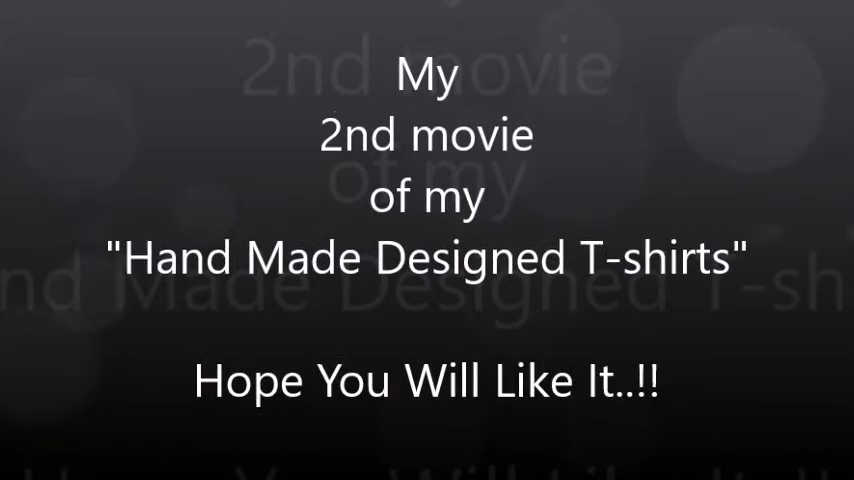 My
2nd movie
of my
"Hand Made Designed T-shirts"
Hope You Will Like It..!!